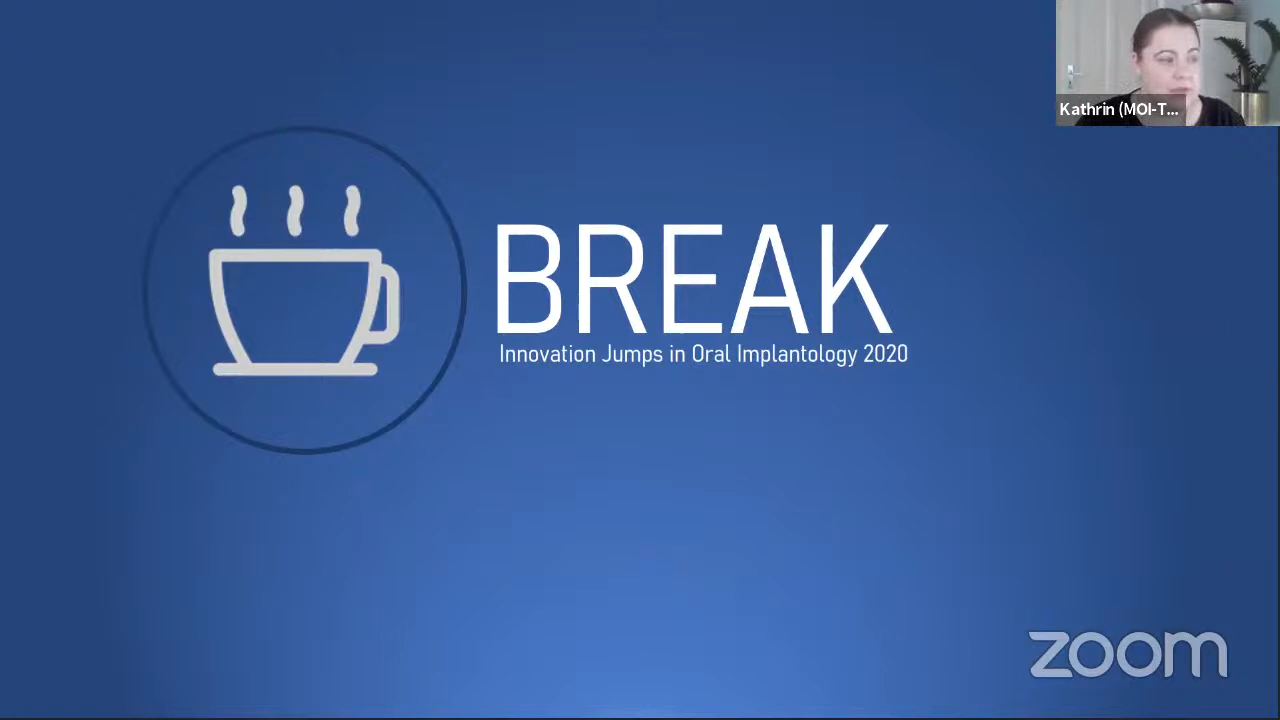 Kathrin (MOI-T...
BREAK
Innovation Jumps in Oral Implantology 2020
zoom